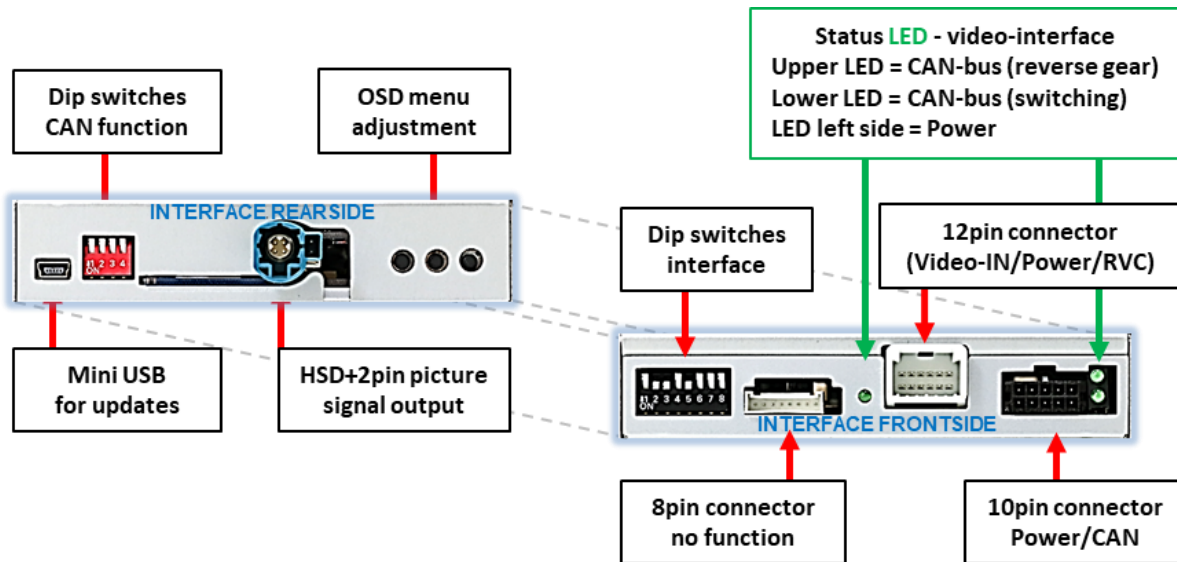 Status LED - video-interface
Upper LED = CAN-bus (reverse gear)
Lower LED = CAN-bus (switching)
LED left side = Power
Dip switches
CAN function
OSD menu
adjustment
INTERFACE REARSIDE
1 2 3 4
ON
Dip switches
interface
12pin connector
(Video-IN/Power/RVC)
Mini USB
for updates
HSD+2pin picture
signal output
1 2 3 4 5 6 7 8
ON
INTERFACE FRONTSIDE
8pin connector
no function
10pin connector
Power/CAN